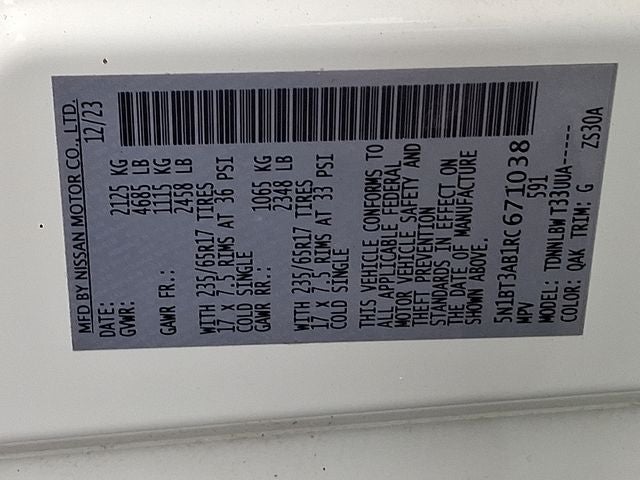 MFD BY NISSAN MOTOR CO., LTD.
DATE: 12/23
GVWR: 2125 KG
4685 LB
GAWR FR.: 1115 KG
2458 LB
WITH 235/65R17 TIRES
17 X 7.5 RIMS AT 36 PSI
COLD SINGLE
GAWR RR.: 1065 KG
2348 LB
WITH 235/65R17 TIRES
17 X 7.5 RIMS AT 33 PSI
COLD SINGLE
THIS VEHICLE CONFORMS TO
ALL APPLICABLE FEDERAL
MOTOR VEHICLE SAFETY AND
THEFT PREVENTION
STANDARDS IN EFFECT ON
THE DATE OF MANUFACTURE
SHOWN ABOVE.
5N1BT3AB1RC671038
MPV 591
MODEL: TDNNLBW T33UUA-----
COLOR: QAK TRIM: G ZS30A